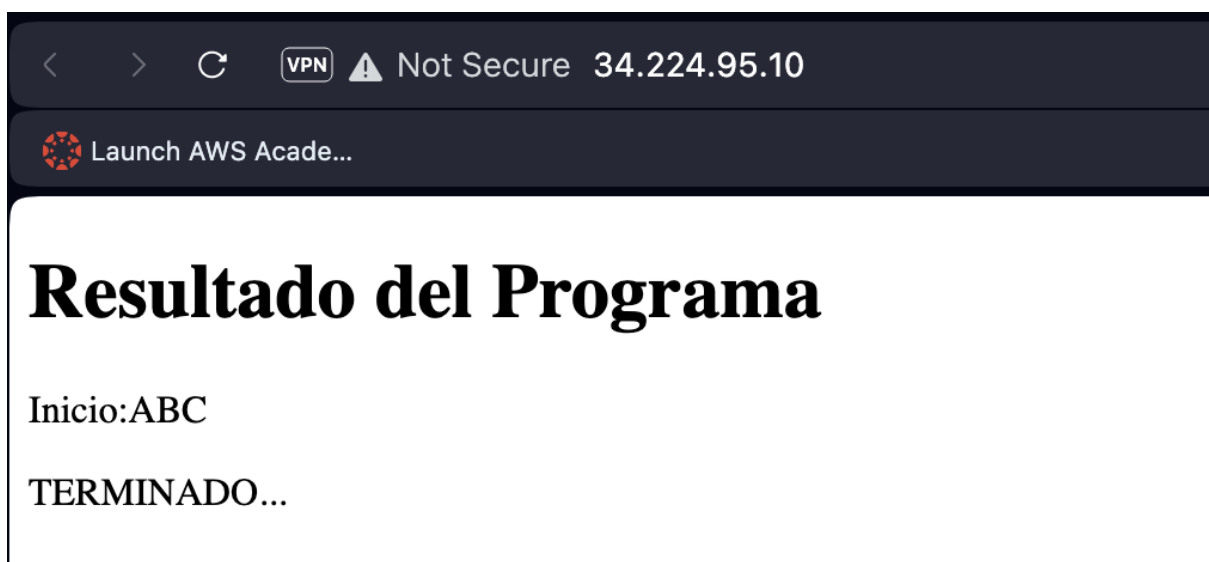 VPN Not Secure 34.224.95.10
Launch AWS Acade...
Resultado del Programa
Inicio:ABC
TERMINADO...